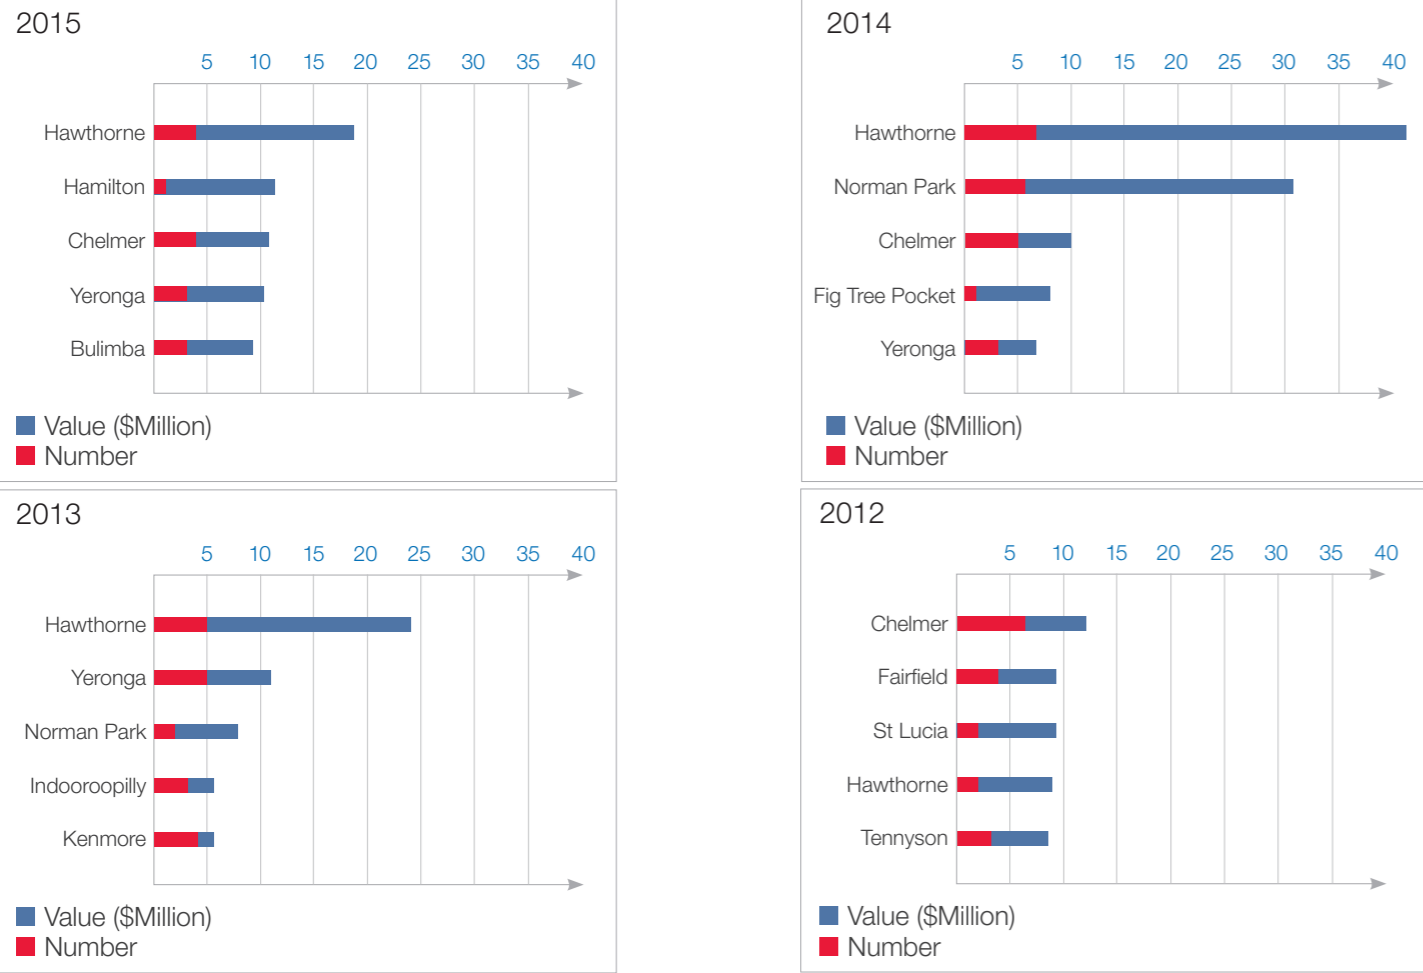 2015
5 10 15 20 25 30 35 40
Hawthorne
Hamilton
Chelmer
Yeronga
Bulimba
Value ($Million)
Number
2014
5 10 15 20 25 30 35 40
Hawthorne
Norman Park
Chelmer
Fig Tree Pocket
Yeronga
Value ($Million)
Number
2013
5 10 15 20 25 30 35 40
Hawthorne
Yeronga
Norman Park
Indooroopilly
Kenmore
Value ($Million)
Number
2012
5 10 15 20 25 30 35 40
Chelmer
Fairfield
St Lucia
Hawthorne
Tennyson
Value ($Million)
Number